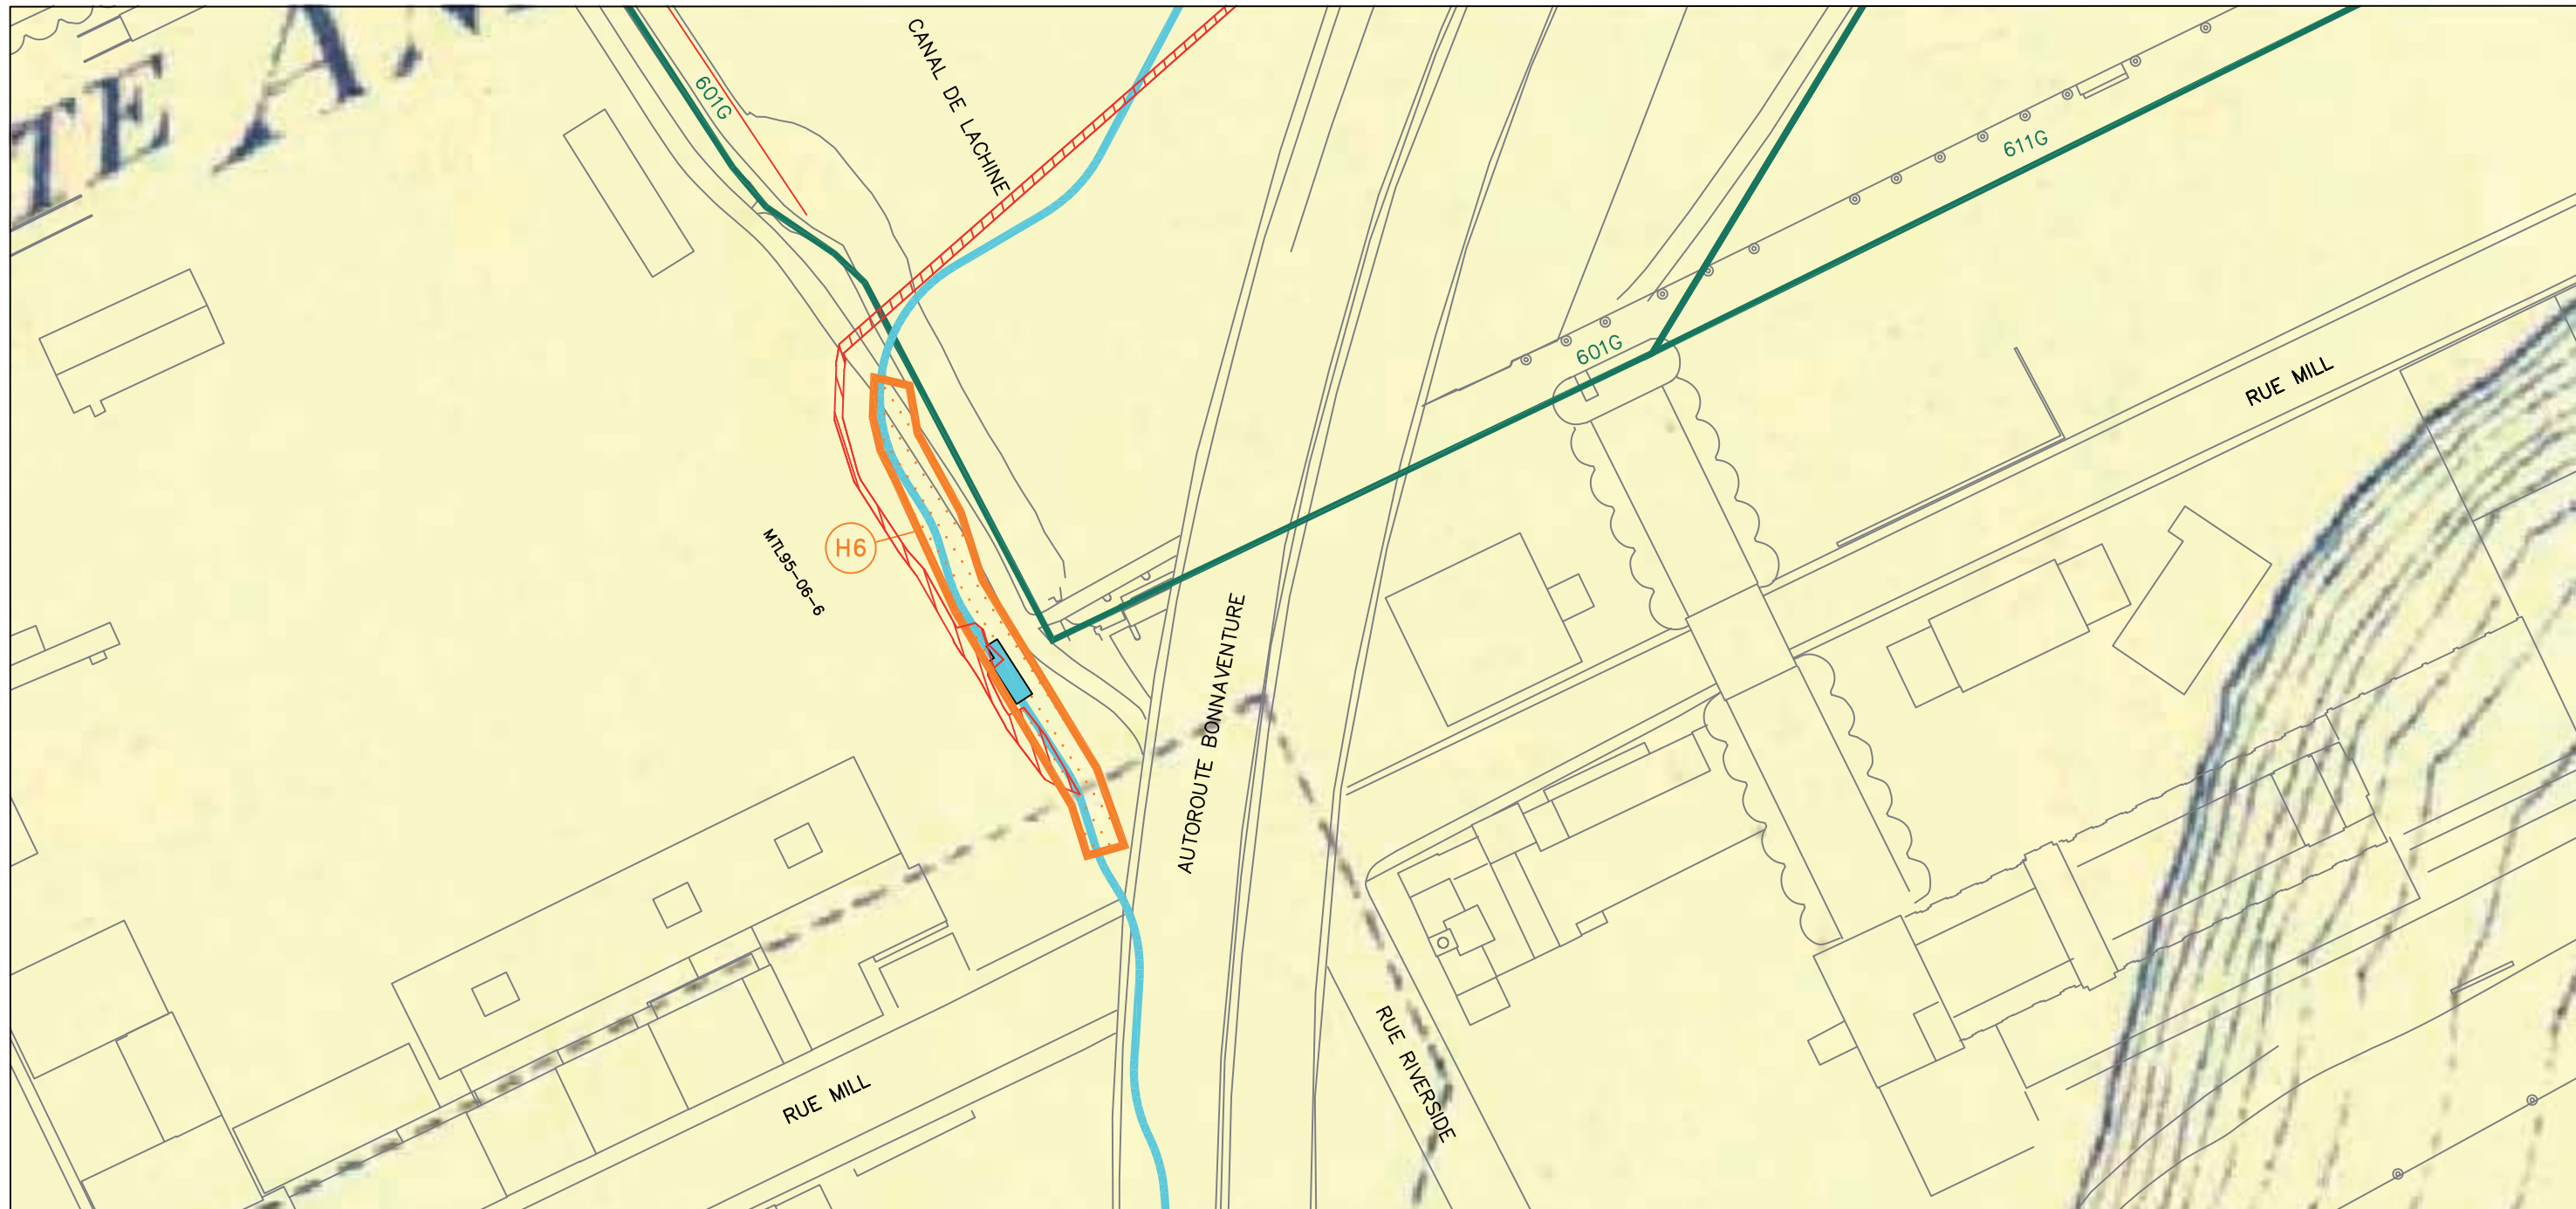 TE
601G
CANAL DE LACHINE
611G
601G
RUE MILL
H6
MTL95-06-6
AUTOROUTE BONNAVENTURE
RUE RIVERSIDE
RUE MILL